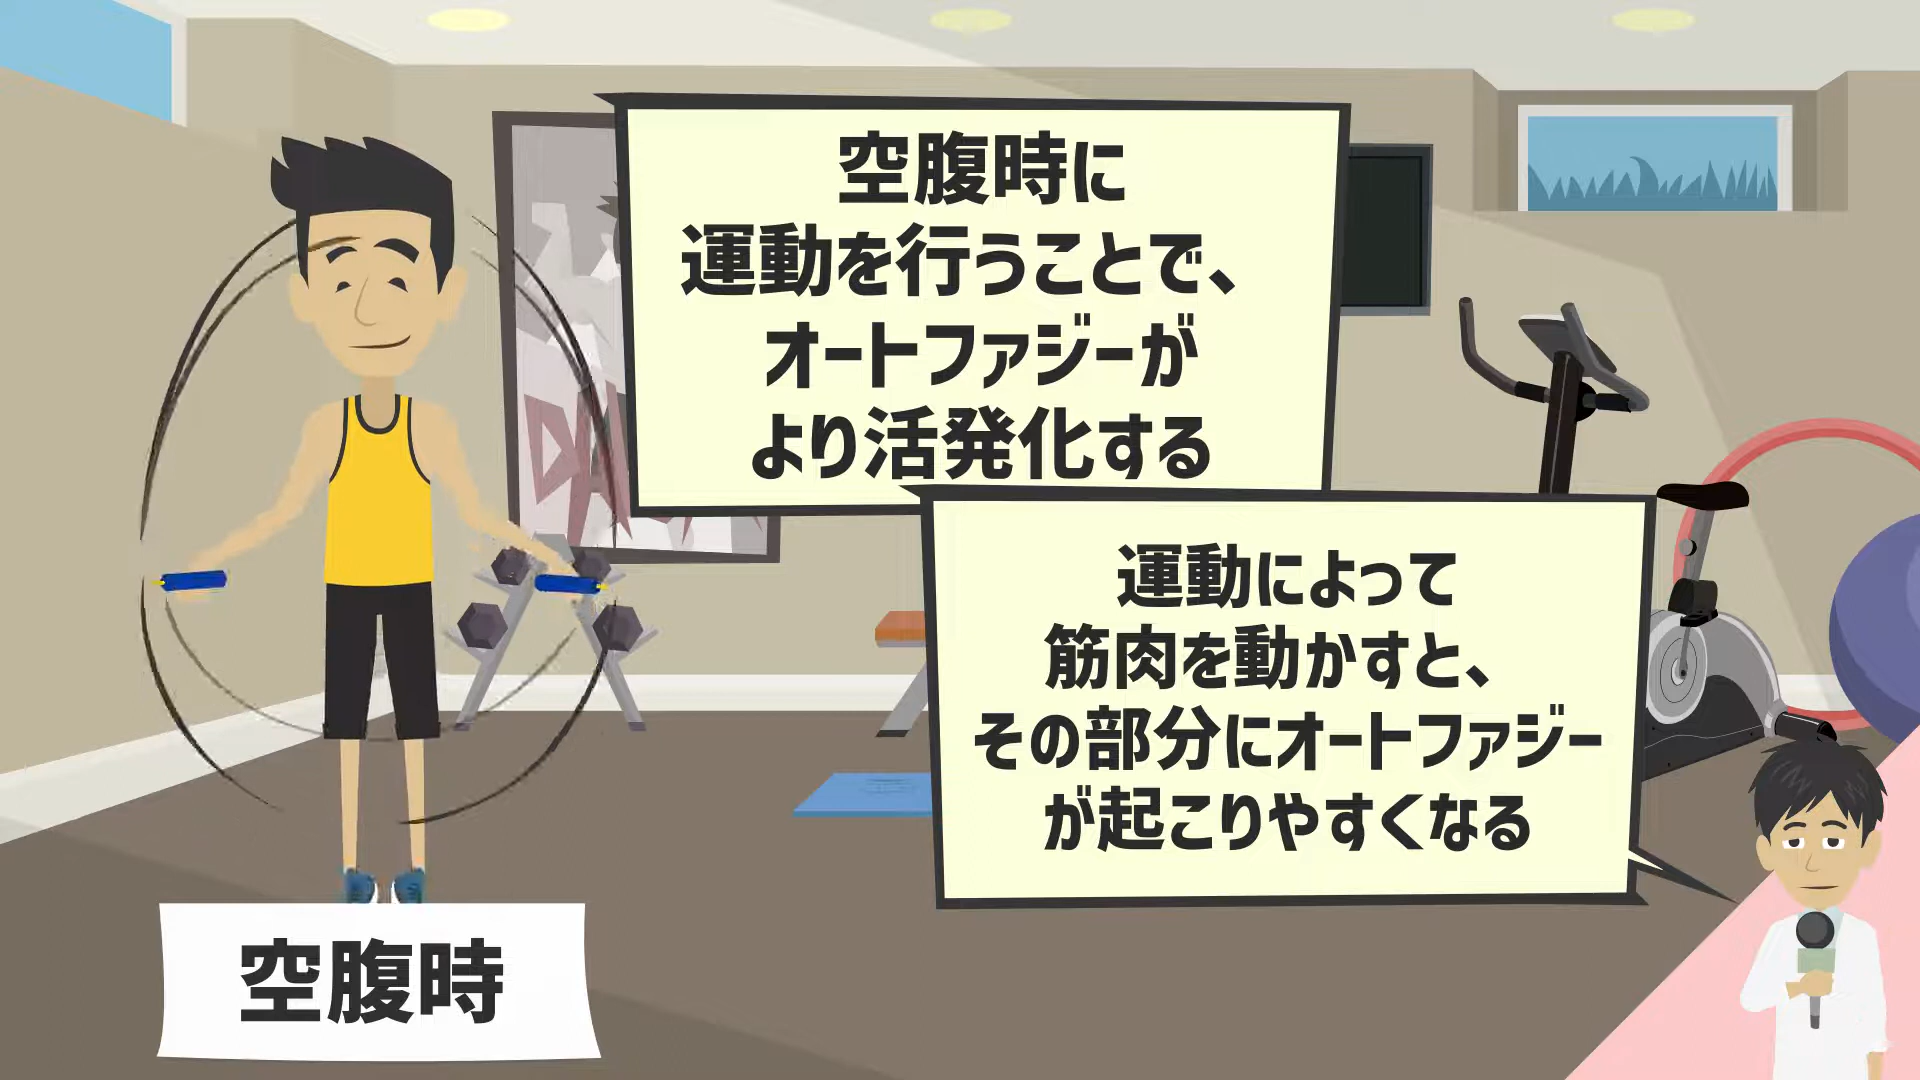 空腹時に
運動を行うことで、
オートファジーが
より活発化する
運動によって
筋肉を動かすと、
その部分にオートファジー
が起こりやすくなる
空腹時